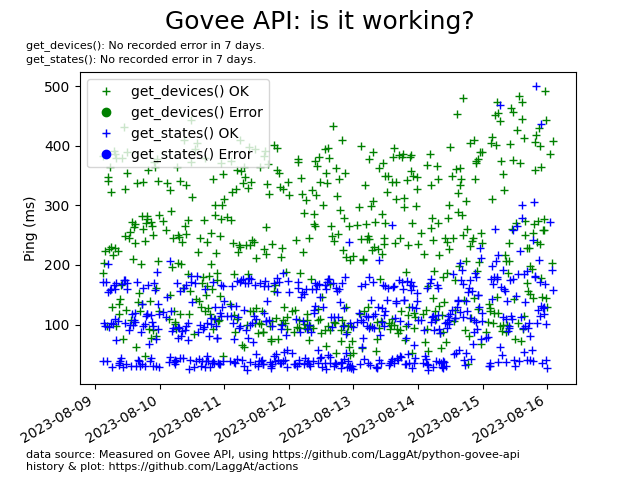 Govee API: is it working?
get_devices(): No recorded error in 7 days.
get_states(): No recorded error in 7 days.
500
400
300
200
100
Ping (ms)
get_devices() OK
get_devices() Error
get_states() OK
get_states() Error
2023-08-09
2023-08-10
2023-08-11
2023-08-12
2023-08-13
2023-08-14
2023-08-15
2023-08-16
data source: Measured on Govee API, using https://github.com/LaggAt/python-govee-api
history & plot: https://github.com/LaggAt/actions